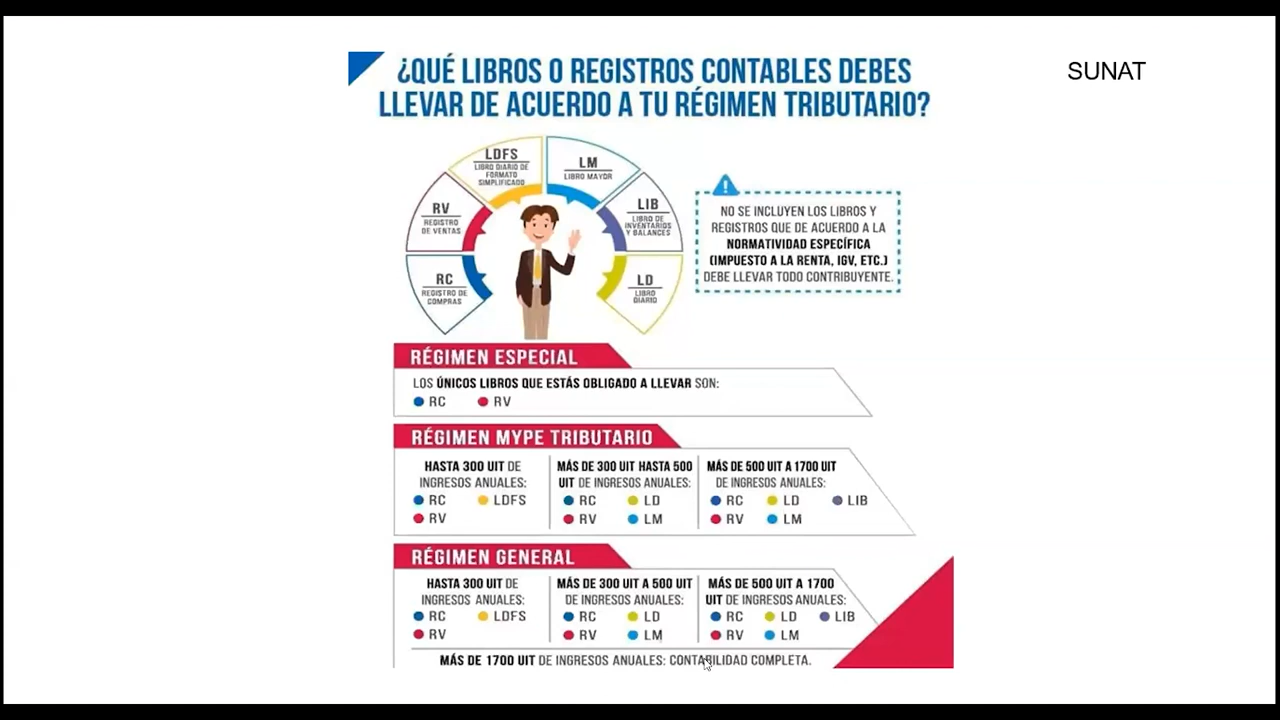 ¿QUÉ LIBROS O REGISTROS CONTABLES DEBES
LLEVAR DE ACUERDO A TU RÉGIMEN TRIBUTARIO?
SUNAT
LDFS
LIBRO DIARIO DE
FORMATO
SIMPLIFICADO
LM
LIBRO MAYOR
RV
REGISTRO
DE VENTAS
LIB
LIBRO DE
INVENTARIOS
Y BALANCES
RC
REGISTRO DE
COMPRAS
LD
LIBRO
DIARIO
!
NO SE INCLUYEN LOS LIBROS Y
REGISTROS QUE DE ACUERDO A LA
NORMATIVIDAD ESPECÍFICA
(IMPUESTO A LA RENTA, IGV, ETC.)
DEBE LLEVAR TODO CONTRIBUYENTE.
RÉGIMEN ESPECIAL
LOS ÚNICOS LIBROS QUE ESTÁS OBLIGADO A LLEVAR SON:
RC RV
RÉGIMEN MYPE TRIBUTARIO
HASTA 300 UIT DE
INGRESOS ANUALES:
RC LDFS
RV
MÁS DE 300 UIT HASTA 500
UIT DE INGRESOS ANUALES:
RC LD
RV LM
MÁS DE 500 UIT A 1700 UIT
DE INGRESOS ANUALES:
RC LD LIB
RV LM
RÉGIMEN GENERAL
HASTA 300 UIT DE
INGRESOS ANUALES:
RC LDFS
RV
MÁS DE 300 UIT A 500 UIT
DE INGRESOS ANUALES:
RC LD
RV LM
MÁS DE 500 UIT A 1700
UIT DE INGRESOS ANUALES:
RC LD LIB
RV LM
MÁS DE 1700 UIT DE INGRESOS ANUALES: CONTABILIDAD COMPLETA.